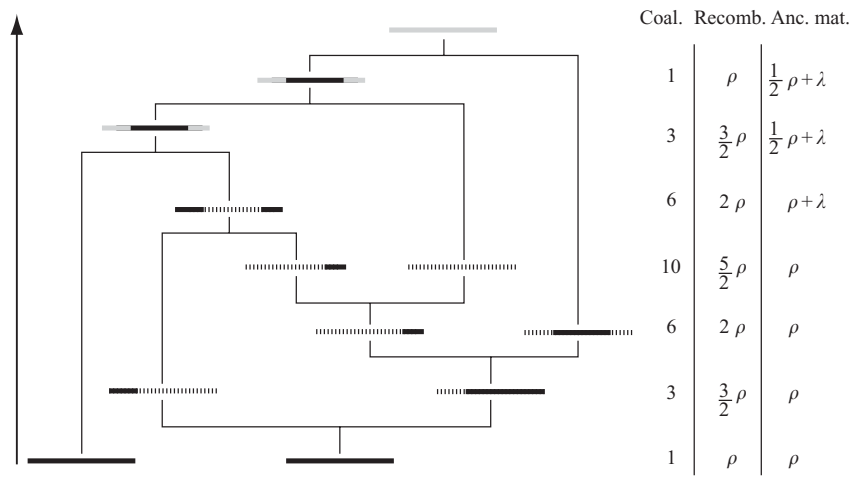 Coal. Recomb. Anc. mat.
1 ρ 1/2 ρ + λ
3 3/2 ρ 1/2 ρ + λ
6 2 ρ ρ + λ
10 5/2 ρ ρ
6 2 ρ ρ
3 3/2 ρ ρ
1 ρ ρ